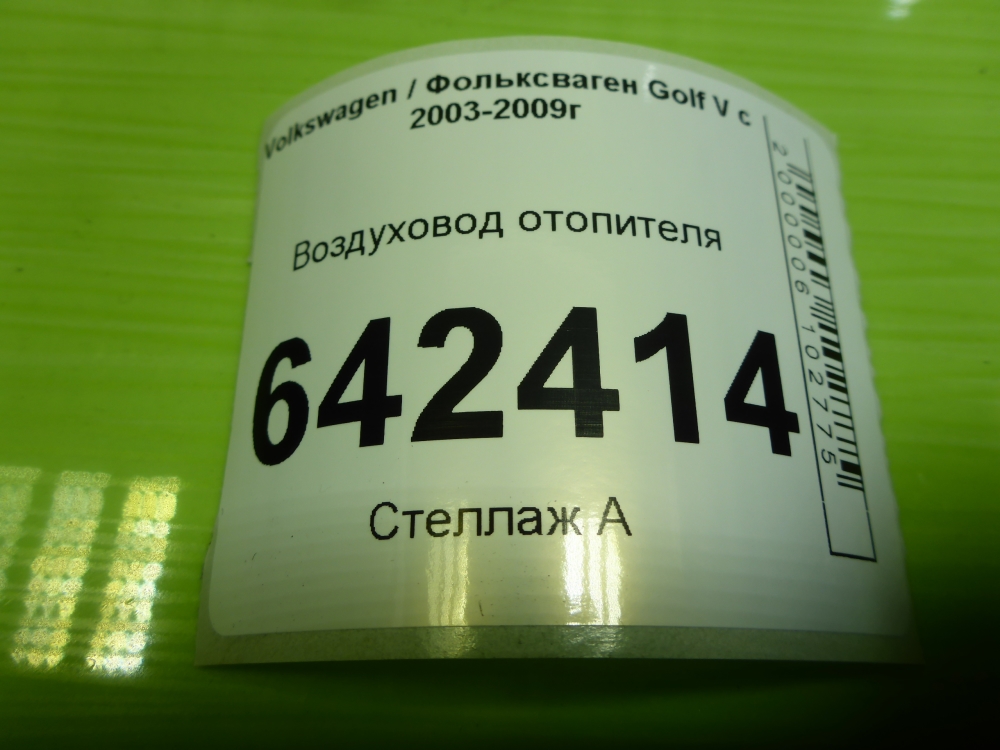 Volkswagen / Фольксваген Golf V с
2003-2009г
Воздуховод отопителя
642414
Стеллаж А
2000006102775